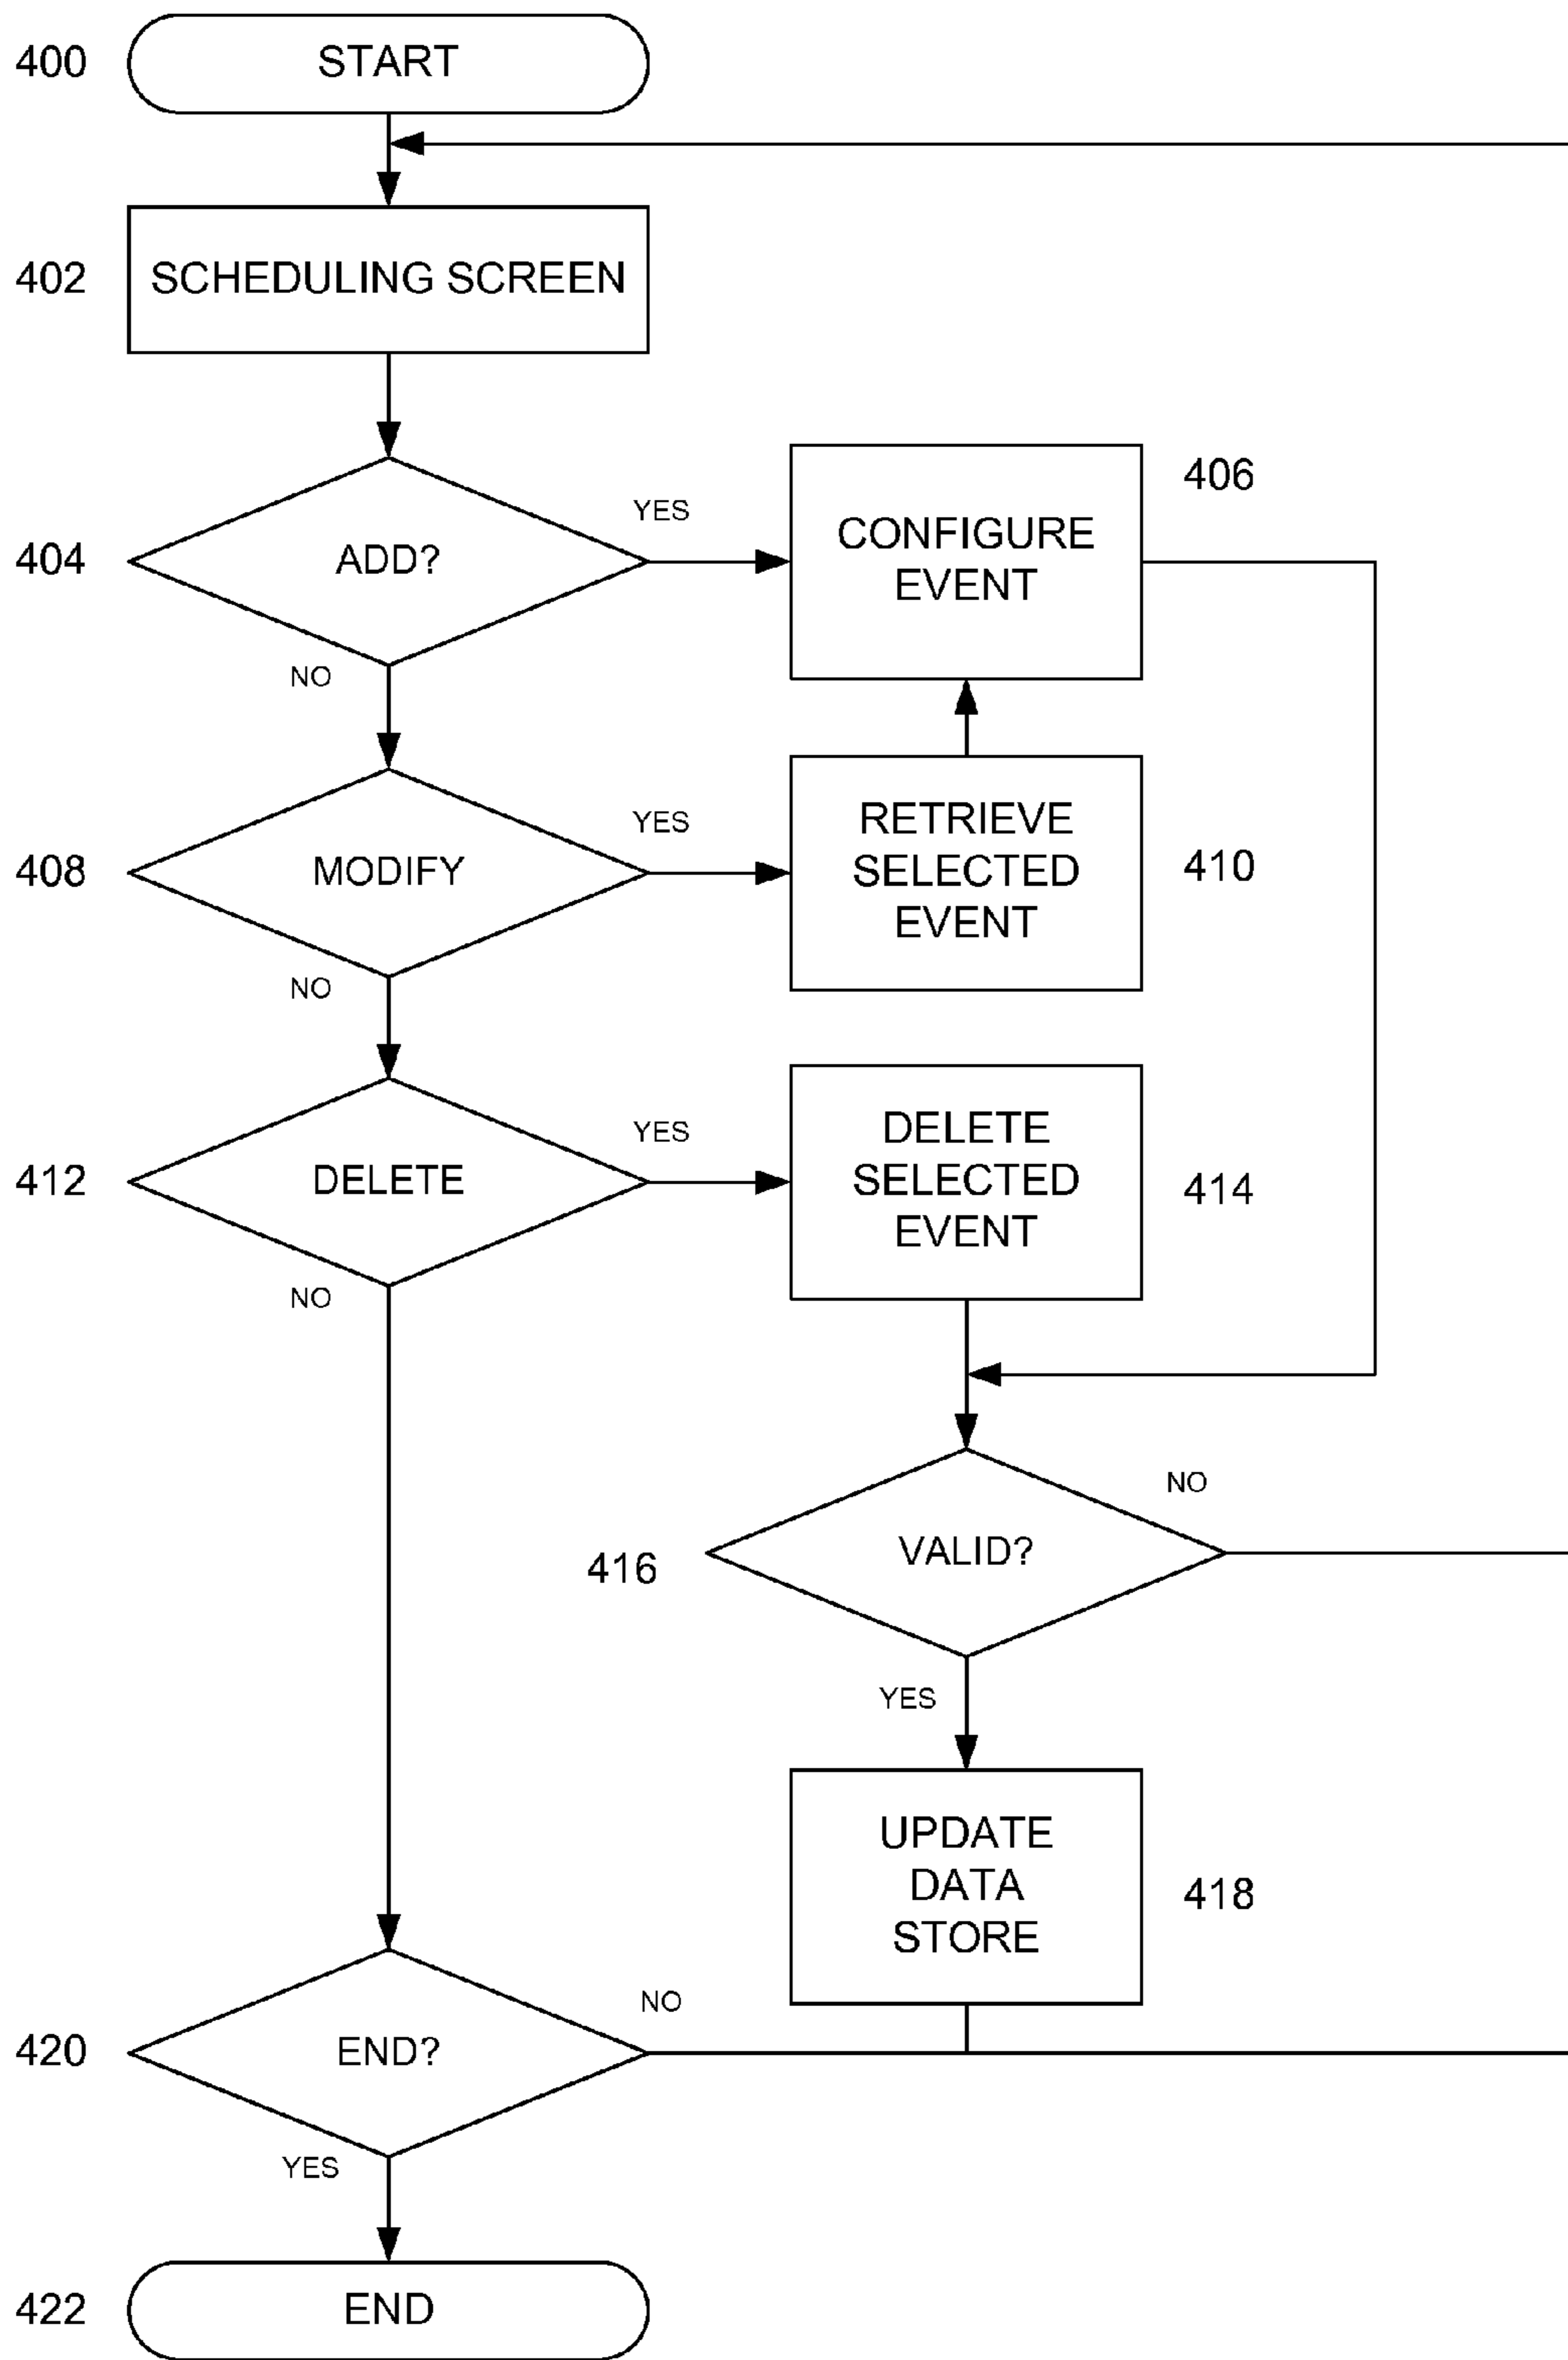 400
START
402
SCHEDULING SCREEN
404
ADD?
YES
NO
CONFIGURE
EVENT
406
408
MODIFY
YES
NO
RETRIEVE
SELECTED
EVENT
410
412
DELETE
YES
NO
DELETE
SELECTED
EVENT
414
416
VALID?
NO
YES
UPDATE
DATA
STORE
418
420
END?
NO
YES
422
END